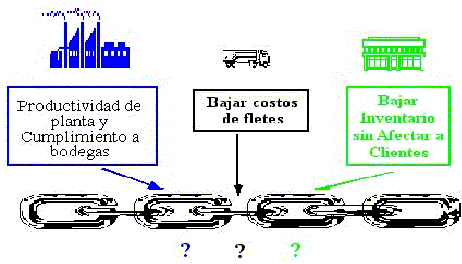 Productividad de
planta y
Cumplimiento a
bodegas
Bajar costos
de fletes
Bajar
Inventario
sin Afectar a
Clientes
? ? ?